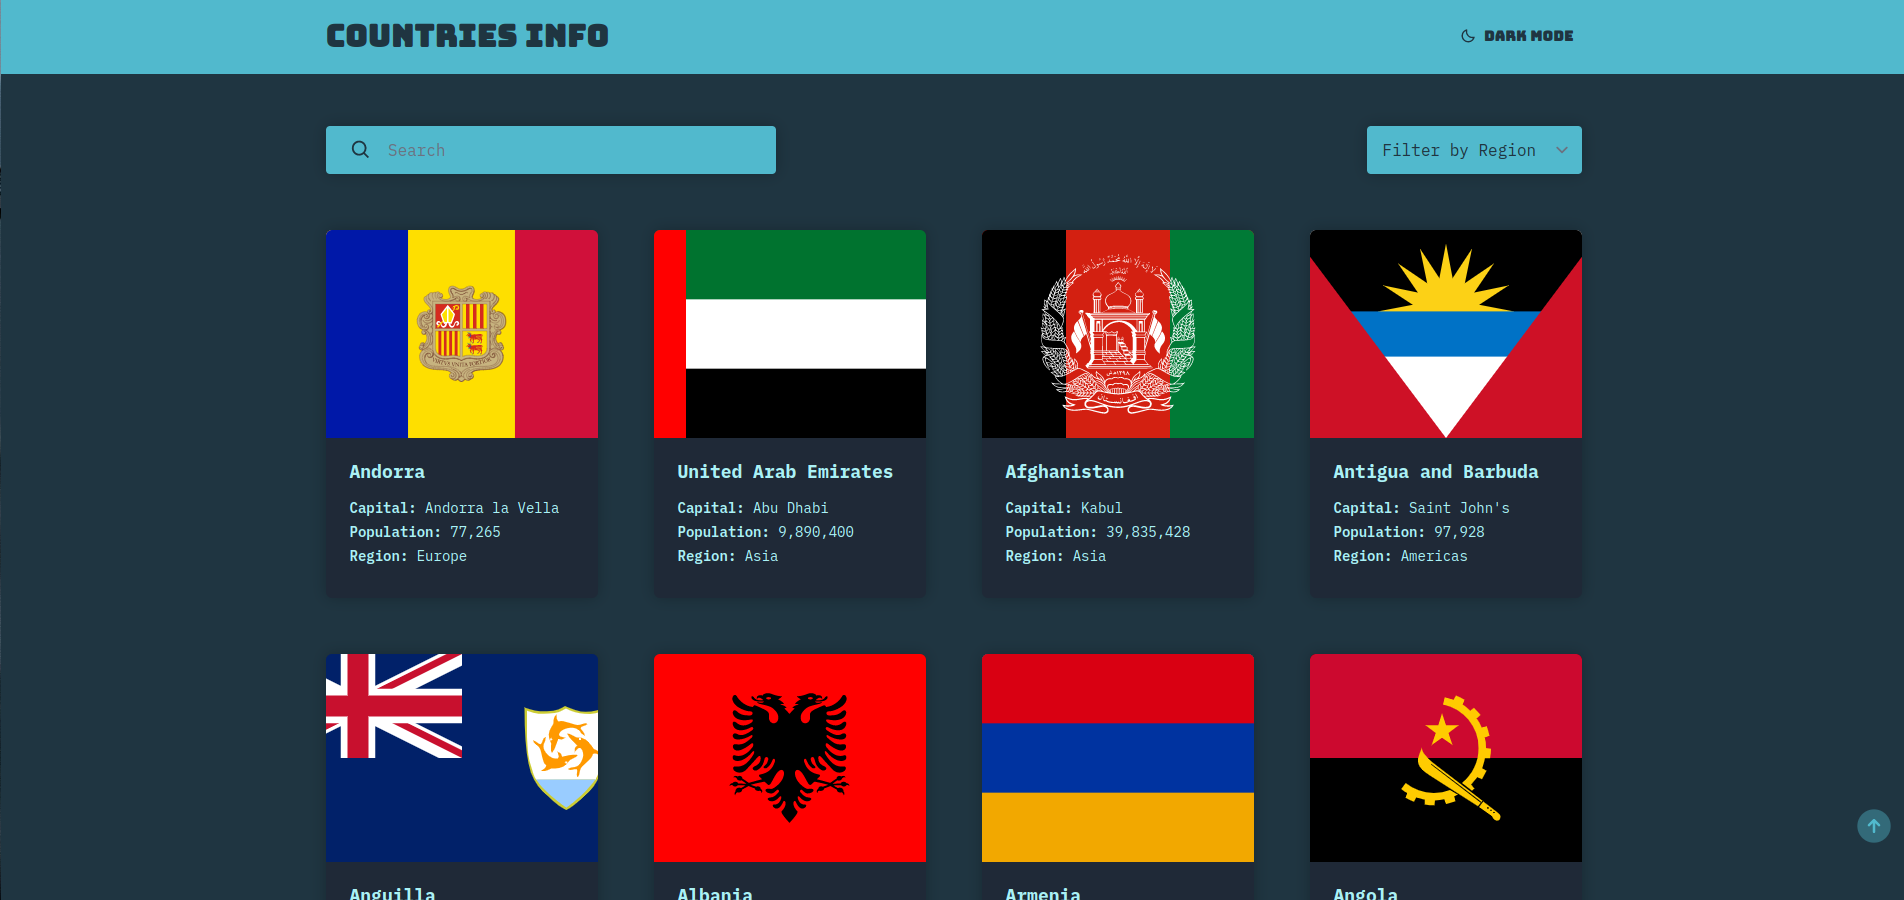 COUNTRIES INFO
DARK MODE
Search
Filter by Region
Andorra
Capital: Andorra la Vella
Population: 77,265
Region: Europe
United Arab Emirates
Capital: Abu Dhabi
Population: 9,890,400
Region: Asia
Afghanistan
Capital: Kabul
Population: 39,835,428
Region: Asia
Antigua and Barbuda
Capital: Saint John's
Population: 97,928
Region: Americas
Anguilla
Albania
Armenia
Angola